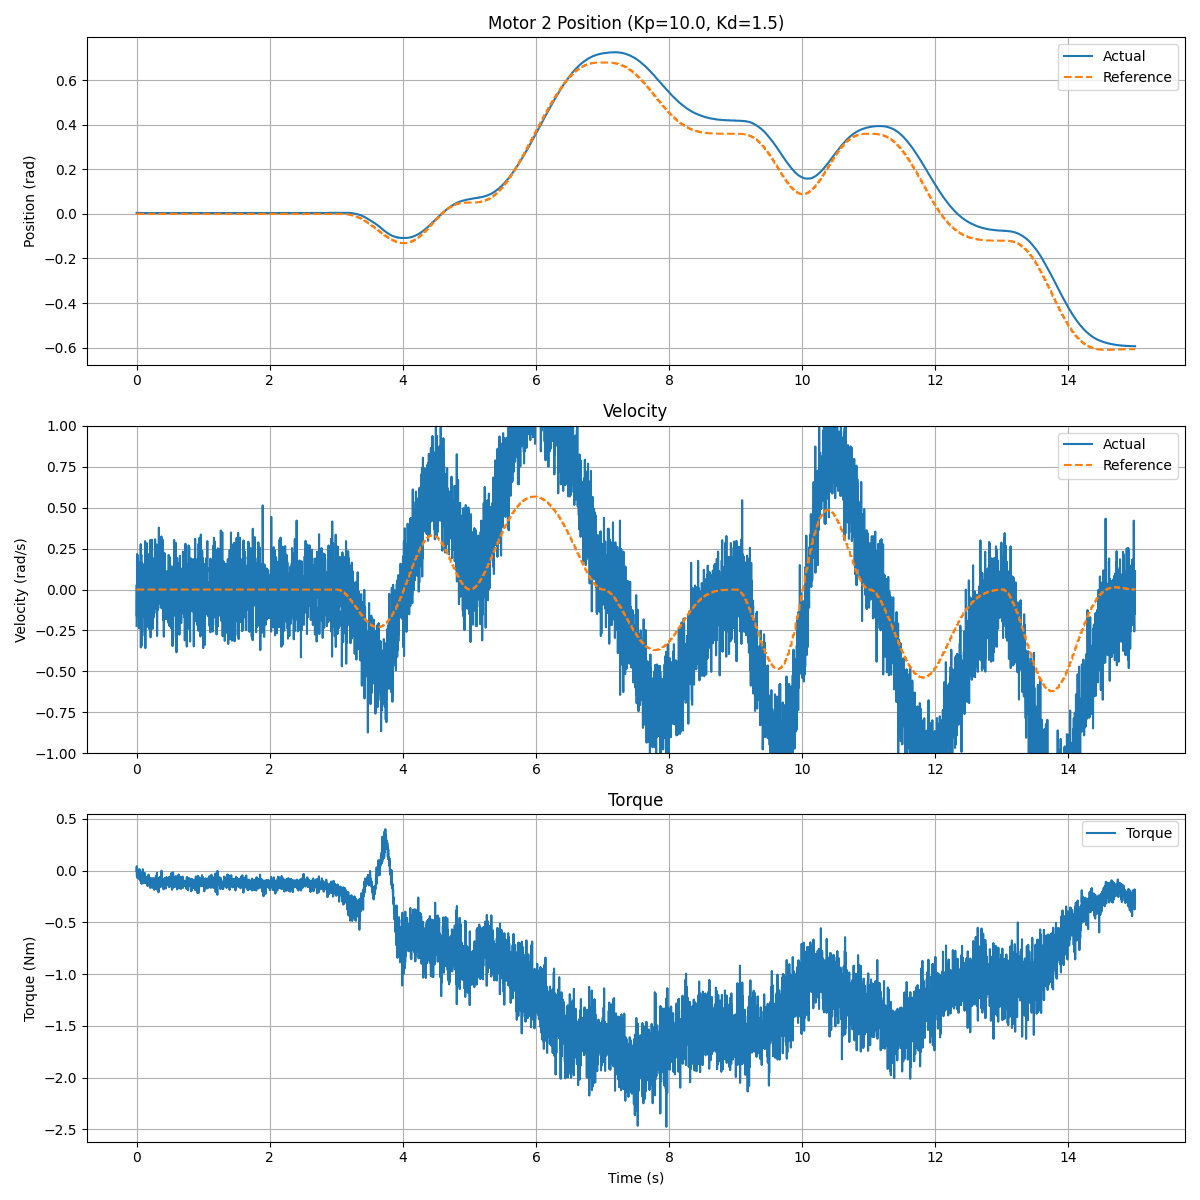 Motor 2 Position (Kp=10.0, Kd=1.5)
Actual
Reference
0.6
0.4
0.2
0.0
−0.2
−0.4
−0.6
Position (rad)
0 2 4 6 8 10 12 14
Velocity
Actual
Reference
1.00
0.75
0.50
0.25
0.00
−0.25
−0.50
−0.75
−1.00
Velocity (rad/s)
0 2 4 6 8 10 12 14
Torque
Torque
0.5
0.0
−0.5
−1.0
−1.5
−2.0
−2.5
Torque (Nm)
0 2 4 6 8 10 12 14
Time (s)